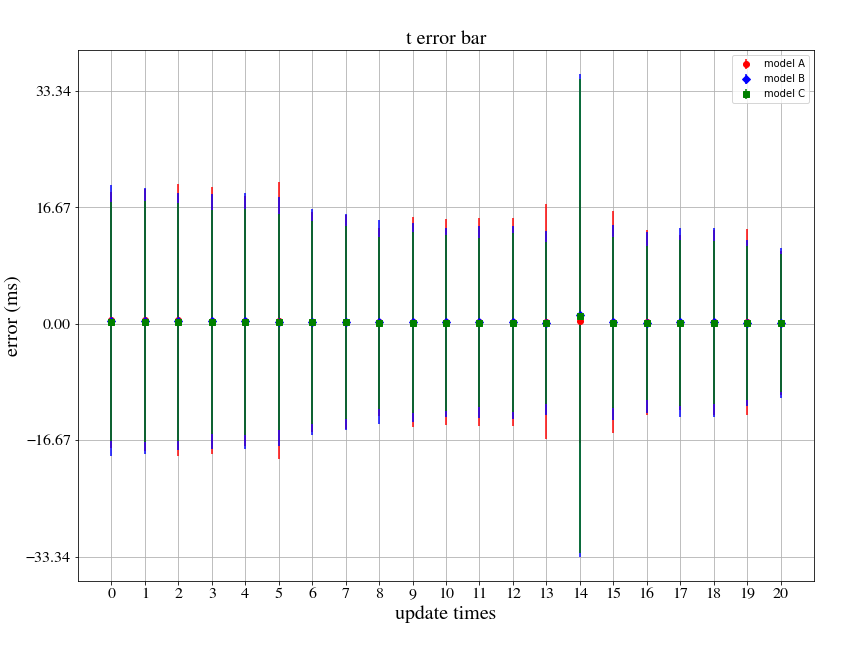 t error bar
model A
model B
model C
error (ms)
33.34
16.67
0.00
−16.67
−33.34
0 1 2 3 4 5 6 7 8 9 10 11 12 13 14 15 16 17 18 19 20
update times